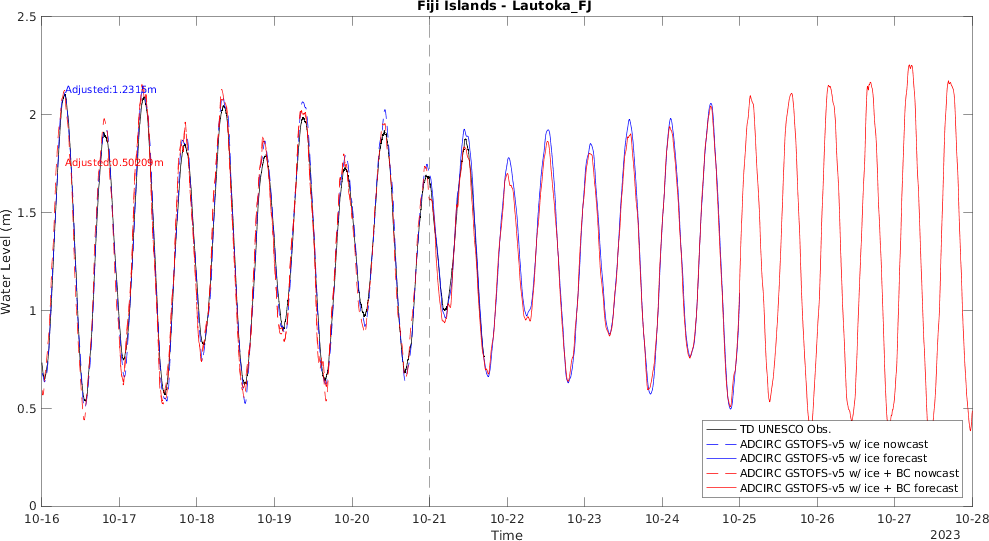 Fiji Islands - Lautoka_FJ
2.5
2
1.5
1
0.5
0
Water Level (m)
Adjusted:1.2315m
Adjusted:0.50209m
TD UNESCO Obs.
ADCIRC GSTOFS-v5 w/ ice nowcast
ADCIRC GSTOFS-v5 w/ ice forecast
ADCIRC GSTOFS-v5 w/ ice + BC nowcast
ADCIRC GSTOFS-v5 w/ ice + BC forecast
10-16 10-17 10-18 10-19 10-20 10-21 10-22 10-23 10-24 10-25 10-26 10-27 10-28
Time
2023